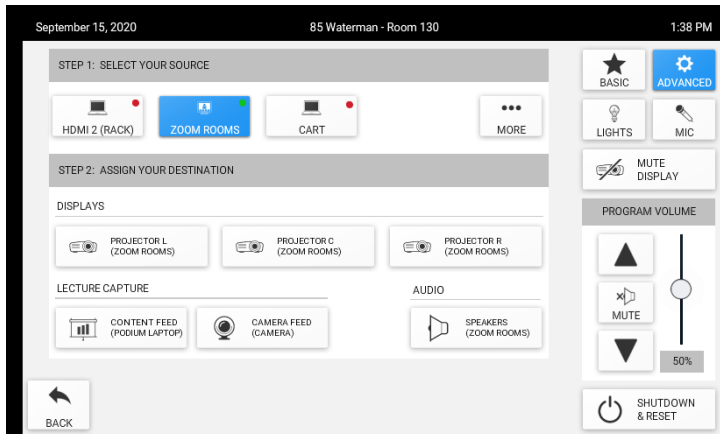 September 15, 2020
85 Waterman - Room 130
1:38 PM
STEP 1: SELECT YOUR SOURCE
HDMI 2 (RACK)
ZOOM ROOMS
CART
MORE
STEP 2: ASSIGN YOUR DESTINATION
DISPLAYS
PROJECTOR L
(ZOOM ROOMS)
PROJECTOR C
(ZOOM ROOMS)
PROJECTOR R
(ZOOM ROOMS)
LECTURE CAPTURE
CONTENT FEED
(PODIUM LAPTOP)
CAMERA FEED
(CAMERA)
AUDIO
SPEAKERS
(ZOOM ROOMS)
BACK
BASIC
ADVANCED
LIGHTS
MIC
MUTE
DISPLAY
PROGRAM VOLUME
MUTE
50%
SHUTDOWN
& RESET